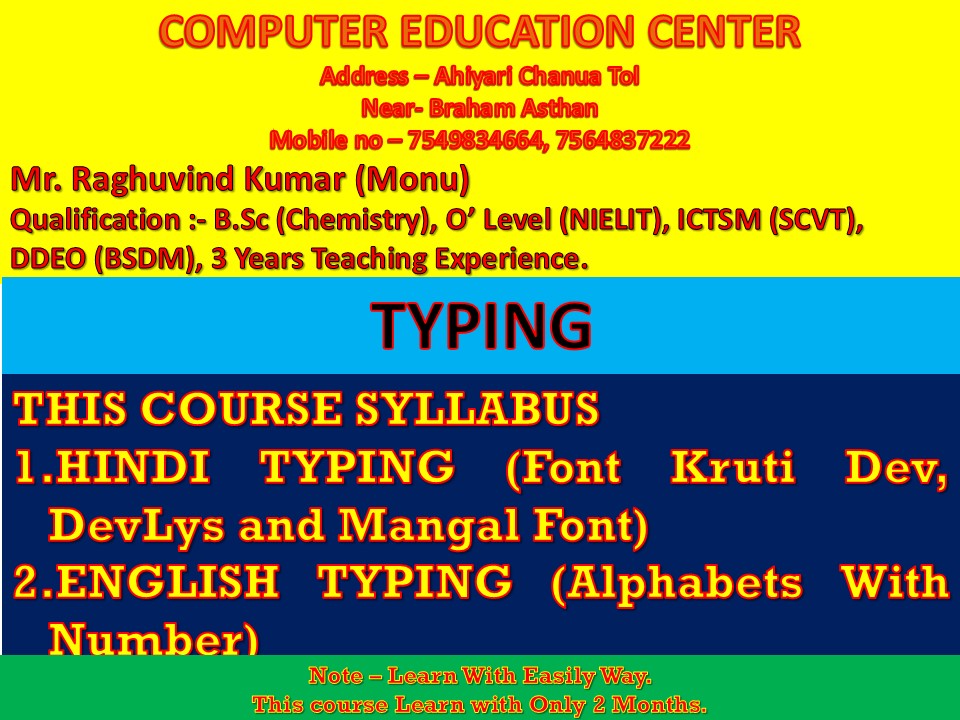 COMPUTER EDUCATION CENTER
Address – Ahiyari Chanua Tol
Near- Braham Asthan
Mobile no – 7549834664, 7564837222
Mr. Raghuvind Kumar (Monu)
Qualification :- B.Sc (Chemistry), O’ Level (NIELIT), ICTSM (SCVT),
DDEO (BSDM), 3 Years Teaching Experience.
TYPING
THIS COURSE SYLLABUS
1.HINDI TYPING (Font Kruti Dev,
DevLys and Mangal Font)
2.ENGLISH TYPING (Alphabets With
Number)
Note – Learn With Easily Way.
This course Learn with Only 2 Months.